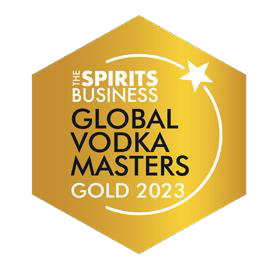 THE SPIRITS
BUSINESS
GLOBAL
VODKA
MASTERS
GOLD 2023